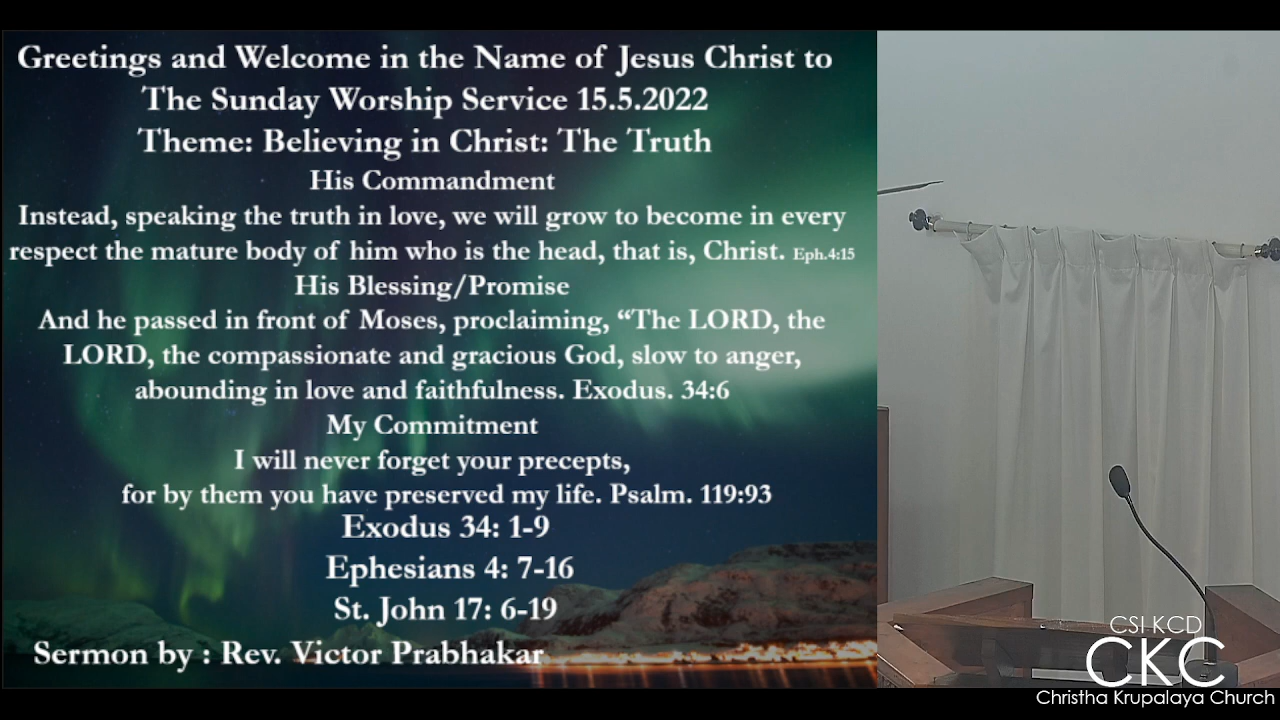 Greetings and Welcome in the Name of Jesus Christ to
The Sunday Worship Service 15.5.2022
Theme: Believing in Christ: The Truth
His Commandment
Instead, speaking the truth in love, we will grow to become in every
respect the mature body of him who is the head, that is, Christ. Eph.4:15
His Blessing/Promise
And he passed in front of Moses, proclaiming, “The LORD, the
LORD, the compassionate and gracious God, slow to anger,
abounding in love and faithfulness. Exodus. 34:6
My Commitment
I will never forget your precepts,
for by them you have preserved my life. Psalm. 119:93
Exodus 34: 1-9
Ephesians 4: 7-16
St. John 17: 6-19
Sermon by : Rev. Victor Prabhakar
CSI KCD
CKC
Christha Krupalaya Church